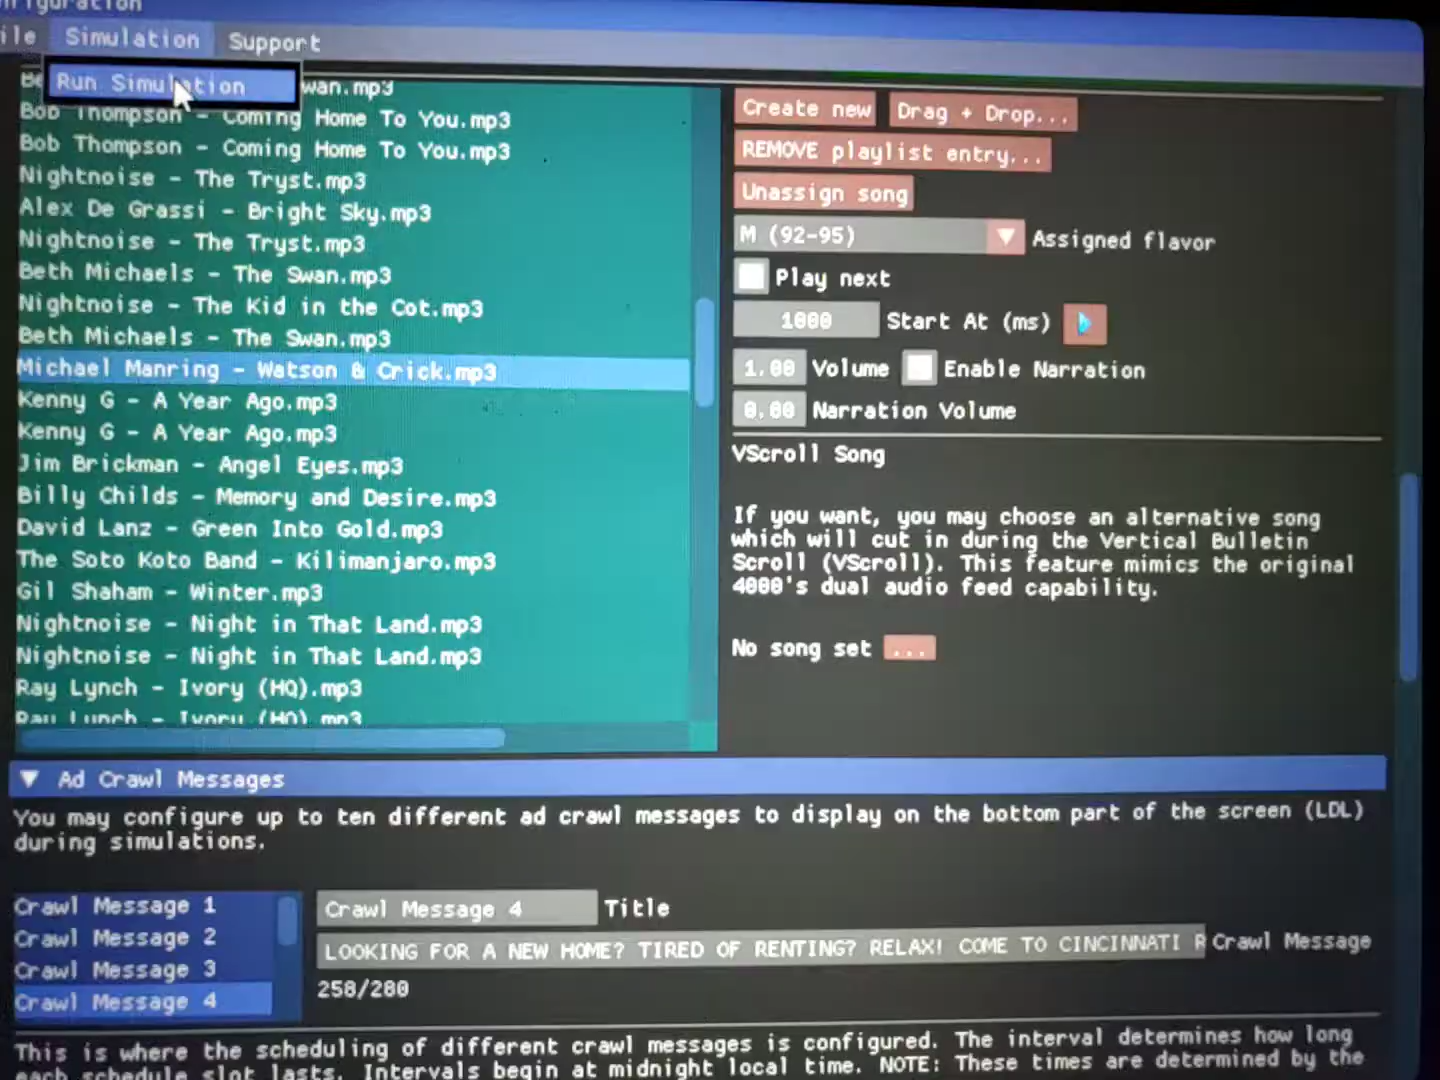 Simulation
Support
Run Simulation
Bob Thompson - Coming Home To You.mp3
Bob Thompson - Coming Home To You.mp3
Nightnoise - The Tryst.mp3
Alex De Grassi - Bright Sky.mp3
Nightnoise - The Tryst.mp3
Beth Michaels - The Swan.mp3
Nightnoise - The Kid in the Cot.mp3
Beth Michaels - The Swan.mp3
Michael Manring - Watson & Crick.mp3
Kenny G - A Year Ago.mp3
Kenny G - A Year Ago.mp3
Jim Brickman - Angel Eyes.mp3
Billy Childs - Memory and Desire.mp3
David Lanz - Green Into Gold.mp3
The Soto Koto Band - Kilimanjaro.mp3
Gil Shaham - Winter.mp3
Nightnoise - Night in That Land.mp3
Nightnoise - Night in That Land.mp3
Ray Lynch - Ivory (HQ).mp3
Ray Lynch - Ivory (HQ).mp3
Create new
Drag + Drop...
REMOVE playlist entry...
Unassign song
M (92-95)
Assigned flavor
Play next
1000
Start At (ms)
1.00
Volume
Enable Narration
0.00
Narration Volume
VScroll Song
If you want, you may choose an alternative song
which will cut in during the Vertical Bulletin
Scroll (VScroll). This feature mimics the original
4000's dual audio feed capability.
No song set
...
Ad Crawl Messages
You may configure up to ten different ad crawl messages to display on the bottom part of the screen (LDL)
during simulations.
Crawl Message 1
Crawl Message 2
Crawl Message 3
Crawl Message 4
Crawl Message 4
Title
LOOKING FOR A NEW HOME? TIRED OF RENTING? RELAX! COME TO CINCINNATI R
Crawl Message
258/280
This is where the scheduling of different crawl messages is configured. The interval determines how long
each schedule slot lasts. Intervals begin at midnight local time. NOTE: These times are determined by the